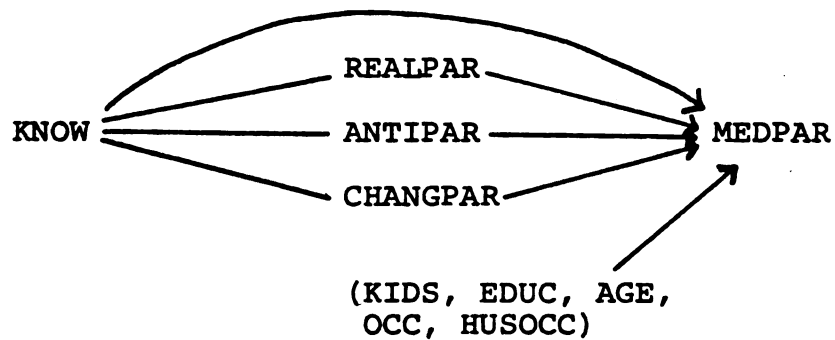 REALPAR
KNOW ANTIPAR MEDPAR
CHANGPAR
(KIDS, EDUC, AGE,
OCC, HUSOCC)